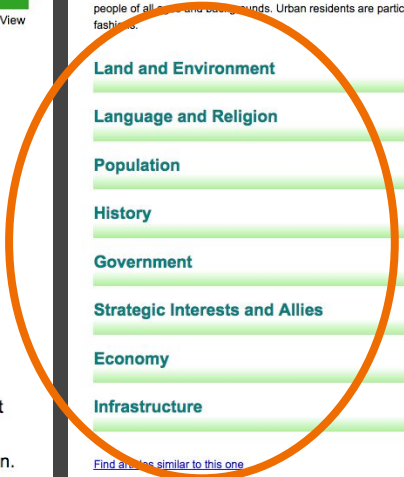 View
people of all ages and backgrounds. Urban residents are partic
fashions.
Land and Environment
Language and Religion
Population
History
Government
Strategic Interests and Allies
Economy
Infrastructure
t
n.
Find articles similar to this one